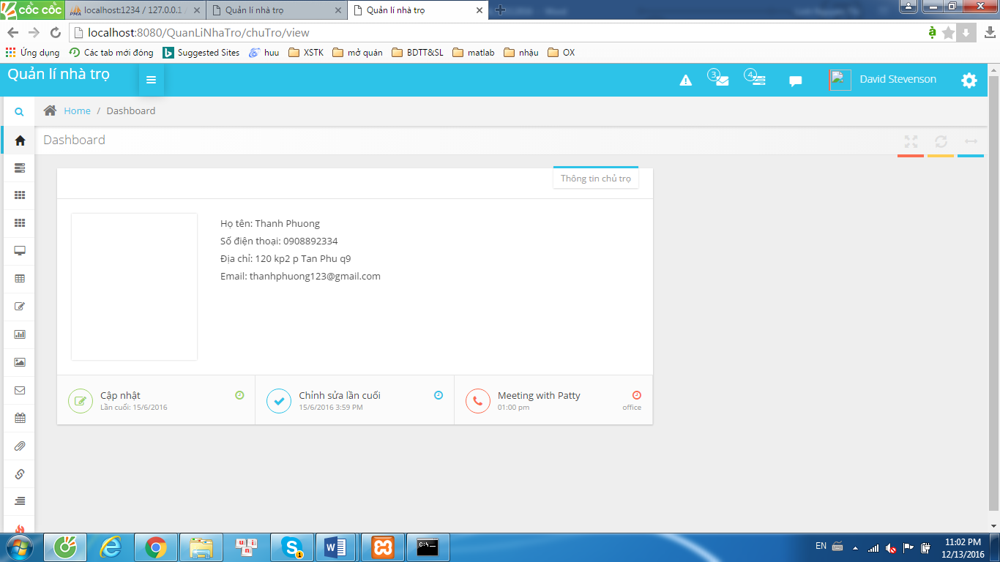 cốc cốc
localhost:1234 / 127.0.0.1
Quản lí nhà trọ
Quản lí nhà trọ
localhost:8080/QuanLiNhaTro/chuTro/view
Ứng dụng
Các tab mới đóng
Suggested Sites
huu
XSTK
mở quán
BDTT&SL
matlab
nhậu
OX
Quản lí nhà trọ
3
4
David Stevenson
Home / Dashboard
Dashboard
Thông tin chủ trọ
Họ tên: Thanh Phuong
Số điện thoại: 0908892334
Địa chỉ: 120 kp2 p Tan Phu q9
Email: thanhphuong123@gmail.com
Cập nhật
Lần cuối: 15/6/2016
Chỉnh sửa lần cuối
15/6/2016 3:59 PM
Meeting with Patty
01:00 pm
office
EN
11:02 PM
12/13/2016